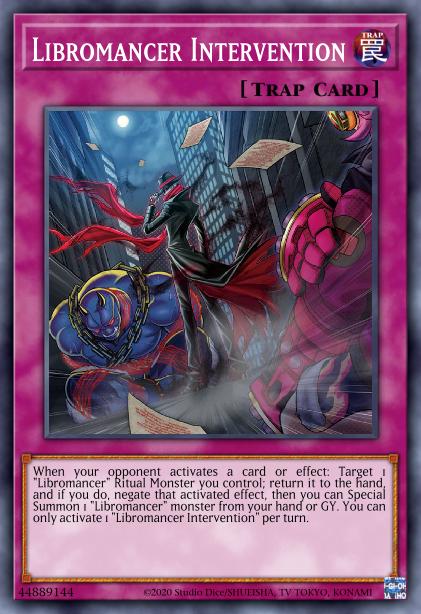 LIBROMANCER INTERVENTION
TRAP
罠
[TRAP CARD]
When your opponent activates a card or effect: Target 1
"Libromancer" Ritual Monster you control; return it to the hand,
and if you do, negate that activated effect, then you can Special
Summon 1 "Libromancer" monster from your hand or GY. You can
only activate 1 "Libromancer Intervention" per turn.
44889144
©2020 Studio Dice/SHUEISHA, TV TOKYO, KONAMI